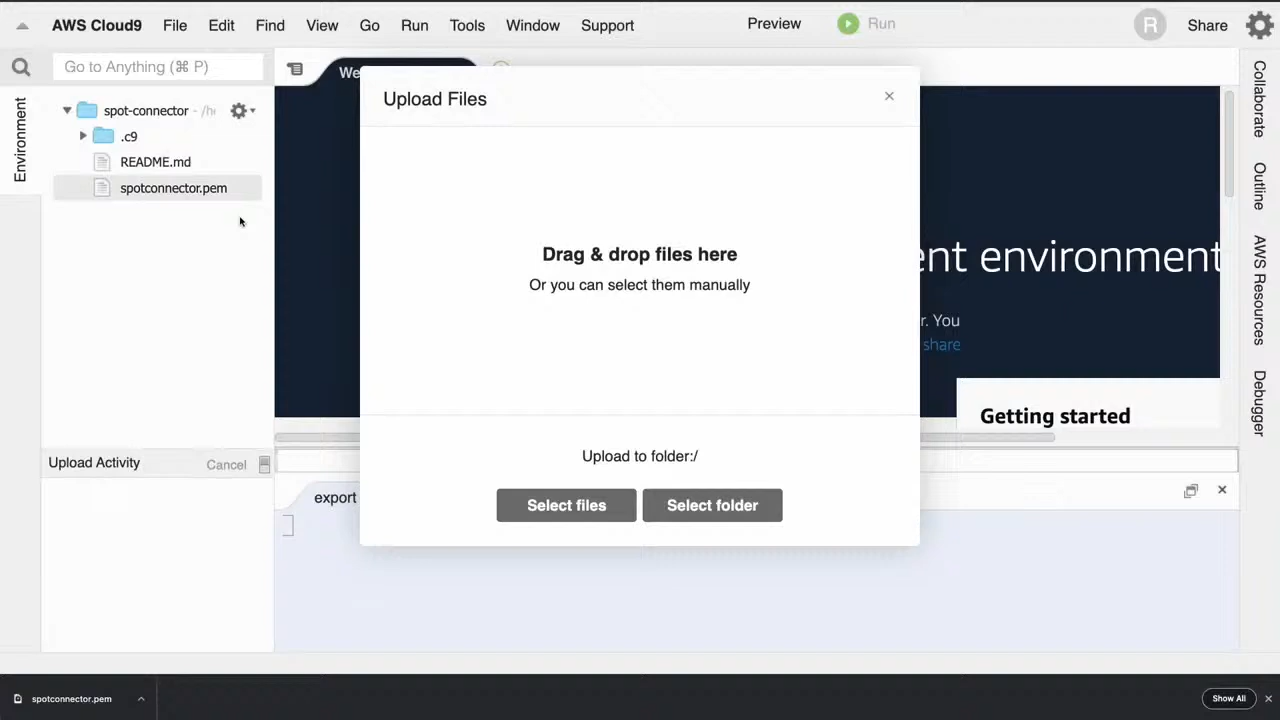 AWS Cloud9 File Edit Find View Go Run Tools Window Support Preview Run R Share
Go to Anything (⌘ P)
We
Environment
spot-connector - /h
.c9
README.md
spotconnector.pem
Upload Files
×
Drag & drop files here
Or you can select them manually
Upload to folder:/
Select files Select folder
ent environment
r. You
share
Getting started
Collaborate
Outline
AWS Resources
Debugger
Upload Activity Cancel
export
spotconnector.pem
Show All